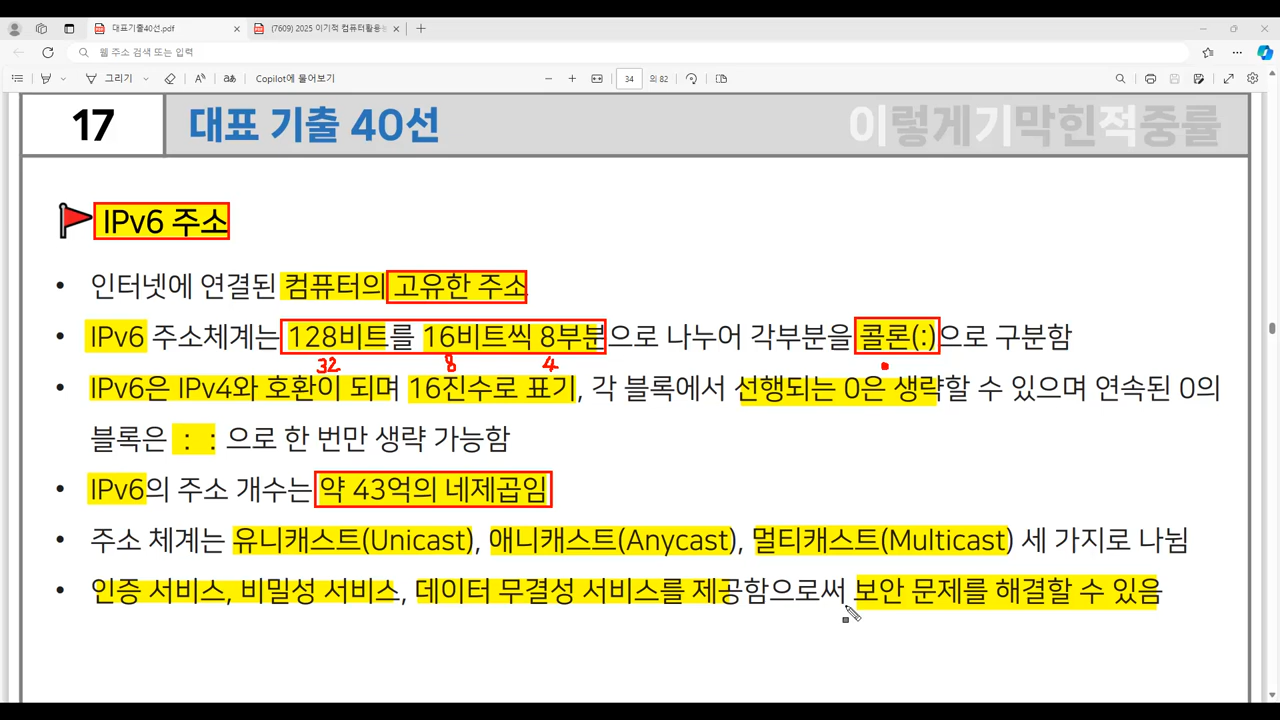 대표기출40선.pdf
(7609) 2025 이기적 컴퓨터활용능
웹 주소 검색 또는 입력
그리기
가あ
Copilot에 물어보기
34 의 82
17 대표 기출 40선 이렇게기막힌적중률
IPv6 주소
• 인터넷에 연결된 컴퓨터의 고유한 주소
• IPv6 주소체계는 128비트를 16비트씩 8부분으로 나누어 각부분을 콜론(:)으로 구분함
32 8 4 .
• IPv6은 IPv4와 호환이 되며 16진수로 표기, 각 블록에서 선행되는 0은 생략할 수 있으며 연속된 0의
블록은 : : 으로 한 번만 생략 가능함
• IPv6의 주소 개수는 약 43억의 네제곱임
• 주소 체계는 유니캐스트(Unicast), 애니캐스트(Anycast), 멀티캐스트(Multicast) 세 가지로 나뉨
• 인증 서비스, 비밀성 서비스, 데이터 무결성 서비스를 제공함으로써 보안 문제를 해결할 수 있음